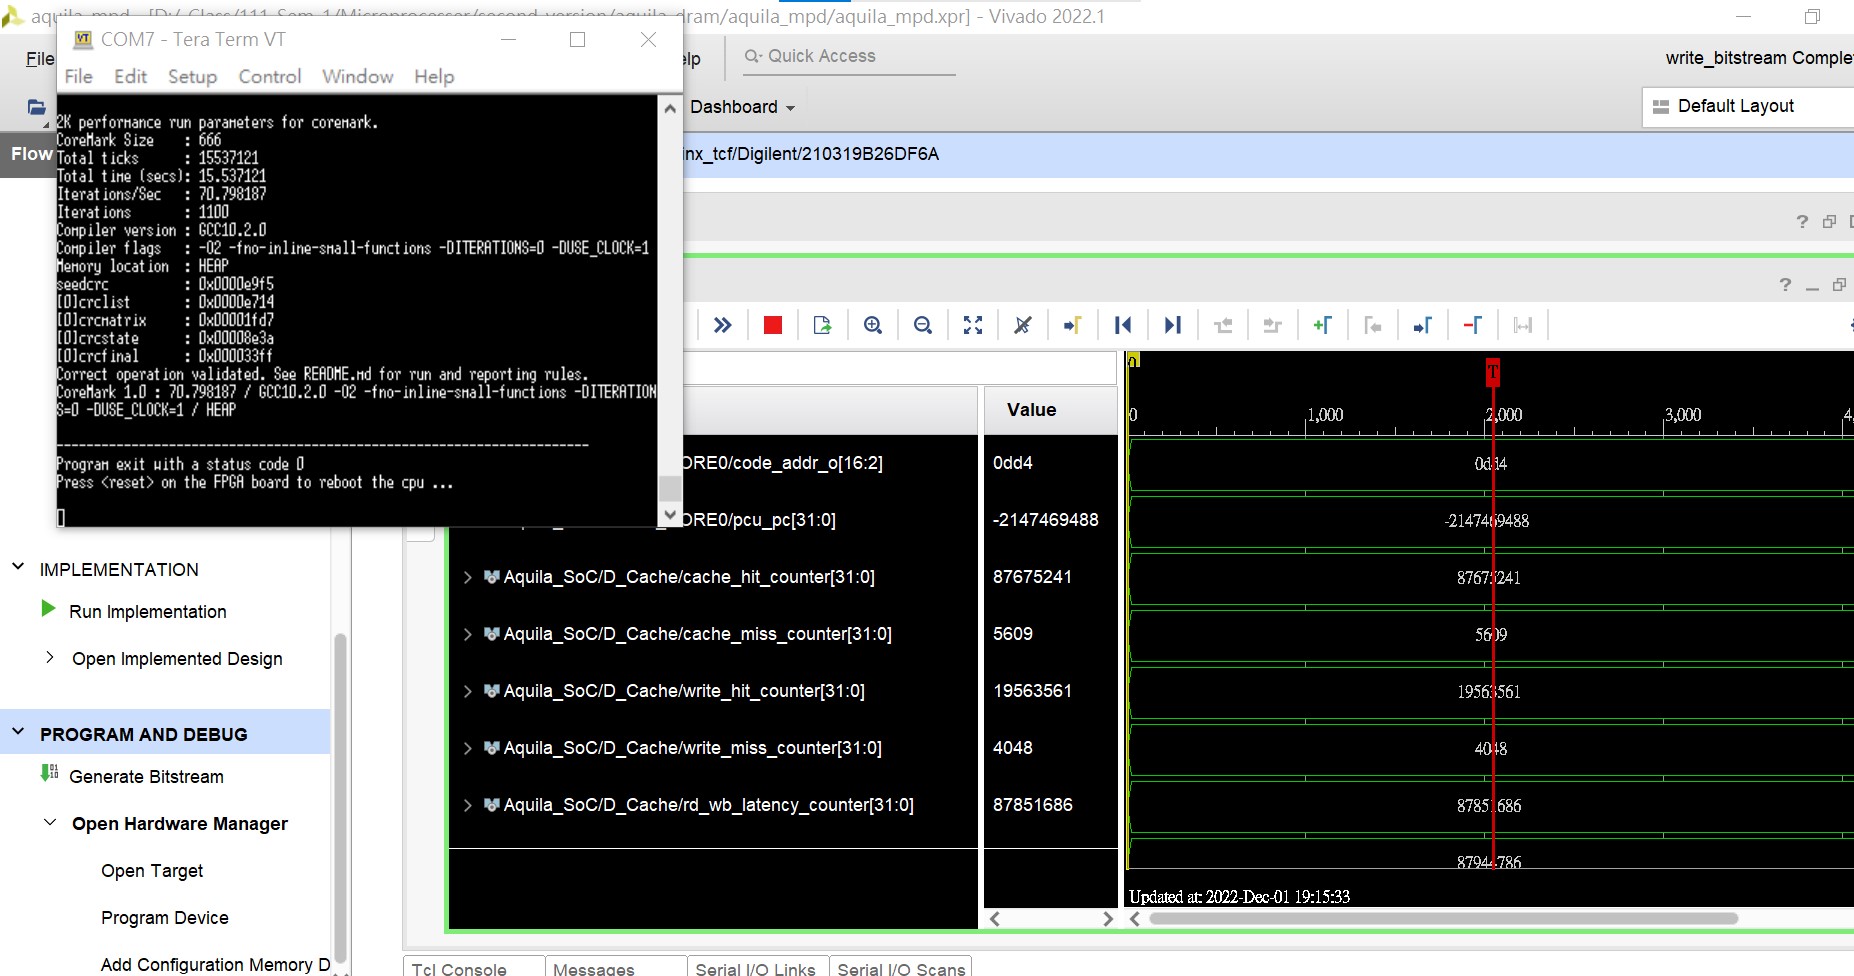 aquila_mpd - [D:/_Class/111_Sem_1/Microprocessor/second_version/aquila_dram/aquila_mpd/aquila_mpd.xpr] - Vivado 2022.1
COM7 - Tera Term VT
File Edit Setup Control Window Help
File
elp
Quick Access
write_bitstream Complet
Dashboard
Default Layout
Flow
inx_tcf/Digilent/210319B26DF6A
2K performance run parameters for coremark.
CoreMark Size : 666
Total ticks : 15537121
Total time (secs): 15.537121
Iterations/Sec : 70.798187
Iterations : 1100
Compiler version : GCC10.2.0
Compiler flags : -O2 -fno-inline-small-functions -DITERATIONS=0 -DUSE_CLOCK=1
Memory location : HEAP
seedcrc : 0x0000e9f5
[0]crclist : 0x0000e714
[0]crcmatrix : 0x00001fd7
[0]crcstate : 0x00008e3a
[0]crcfinal : 0x000033ff
Correct operation validated. See README.md for run and reporting rules.
CoreMark 1.0 : 70.798187 / GCC10.2.0 -O2 -fno-inline-small-functions -DITERATION
S=0 -DUSE_CLOCK=1 / HEAP
-----------------------------------------------------------------------
Program exit with a status code 0
Press <reset> on the FPGA board to reboot the cpu ...
Value
T
0 1,000 2,000 3,000 4,
ORE0/code_addr_o[16:2] 0dd4 0dd4
ORE0/pcu_pc[31:0] -2147469488 -2147469488
Aquila_SoC/D_Cache/cache_hit_counter[31:0] 87675241 87675241
Aquila_SoC/D_Cache/cache_miss_counter[31:0] 5609 5609
Aquila_SoC/D_Cache/write_hit_counter[31:0] 19563561 19563561
Aquila_SoC/D_Cache/write_miss_counter[31:0] 4048 4048
Aquila_SoC/D_Cache/rd_wb_latency_counter[31:0] 87851686 87851686
87944786
Updated at: 2022-Dec-01 19:15:33
IMPLEMENTATION
Run Implementation
Open Implemented Design
PROGRAM AND DEBUG
Generate Bitstream
Open Hardware Manager
Open Target
Program Device
Add Configuration Memory D
Tcl Console Messages Serial I/O Links Serial I/O Scans